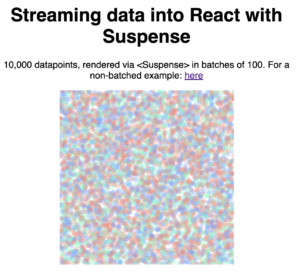 Streaming data into React with
Suspense
10,000 datapoints, rendered via <Suspense> in batches of 100. For a
non-batched example: here